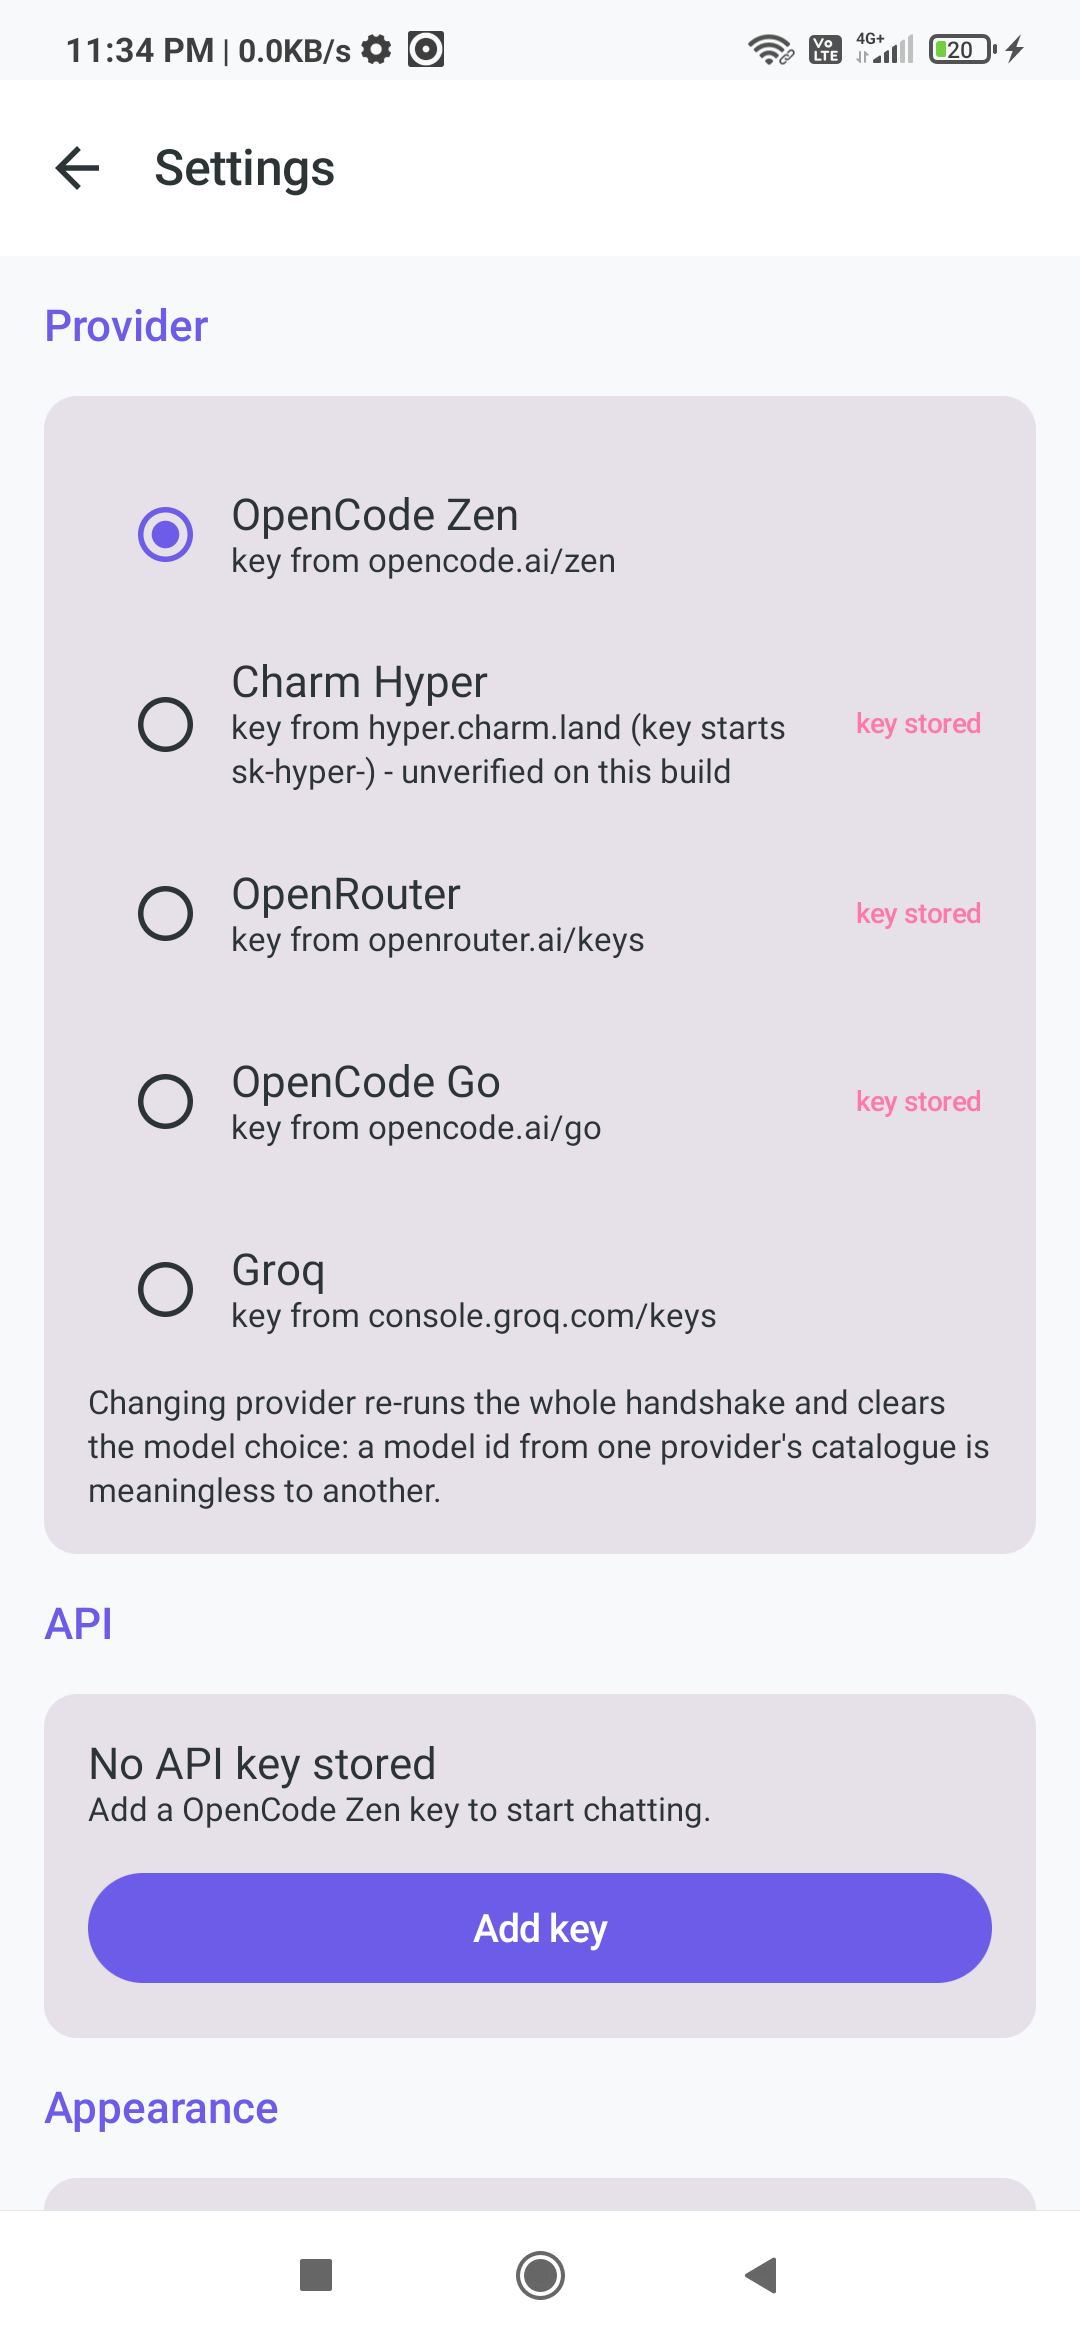 11:34 PM | 0.0KB/s
Vo LTE
4G+
20
Settings
Provider
OpenCode Zen
key from opencode.ai/zen
Charm Hyper
key from hyper.charm.land (key starts
sk-hyper-) - unverified on this build
key stored
OpenRouter
key from openrouter.ai/keys
key stored
OpenCode Go
key from opencode.ai/go
key stored
Groq
key from console.groq.com/keys
Changing provider re-runs the whole handshake and clears
the model choice: a model id from one provider's catalogue is
meaningless to another.
API
No API key stored
Add a OpenCode Zen key to start chatting.
Add key
Appearance